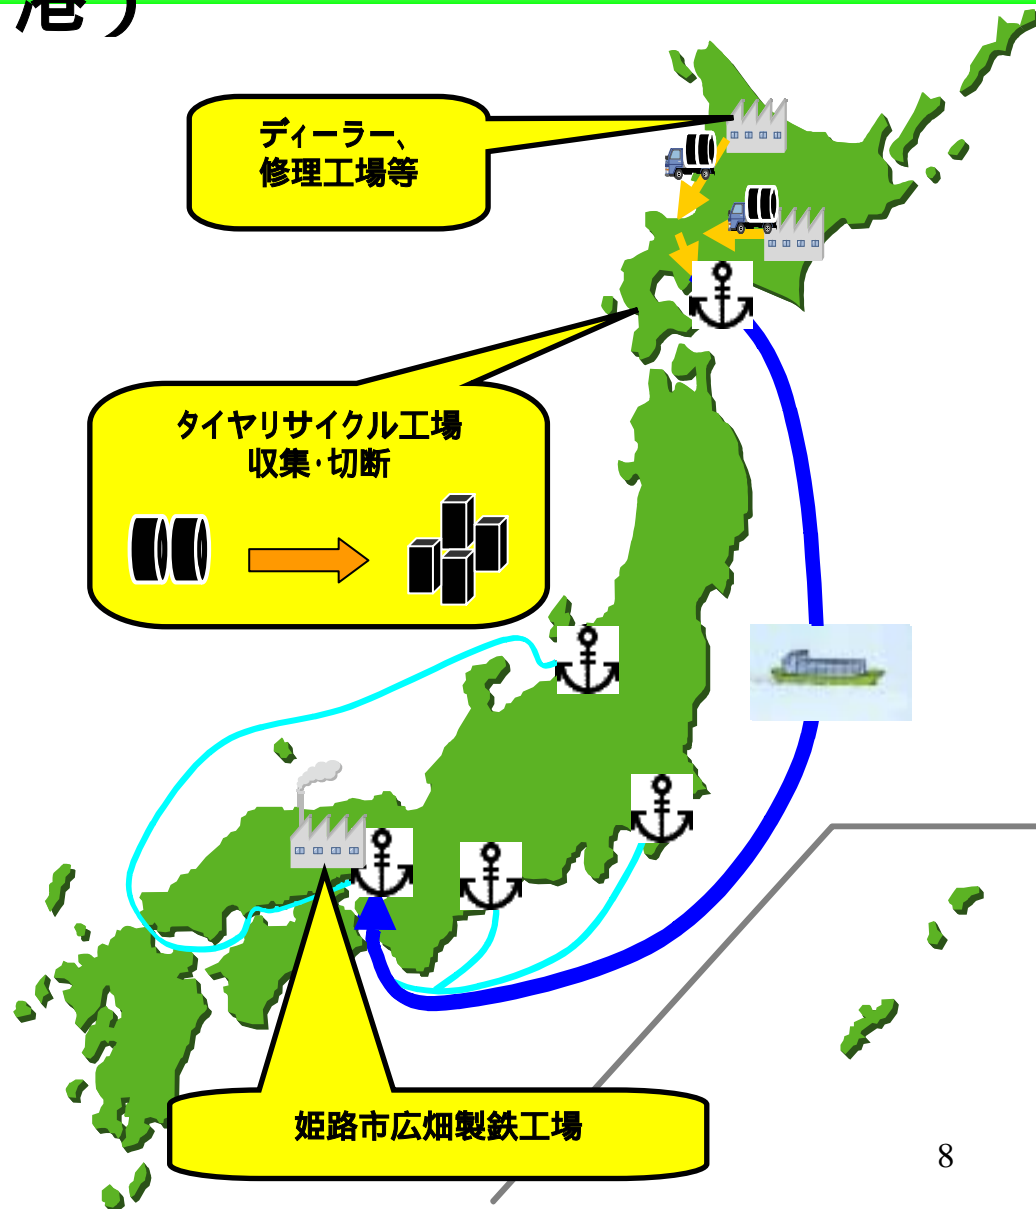 港）
ディーラー、
修理工場等
タイヤリサイクル工場
収集・切断
姫路市広畑製鉄工場
8